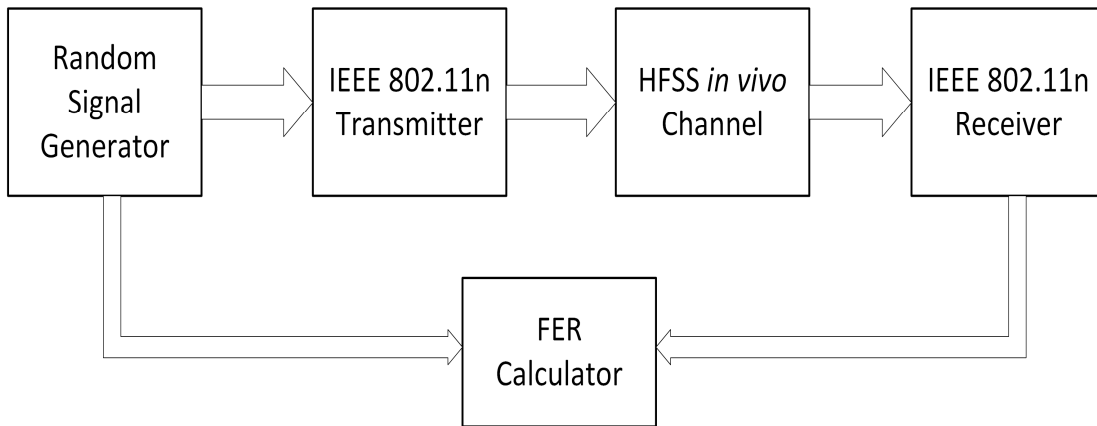 Random
Signal
Generator
IEEE 802.11n
Transmitter
HFSS in vivo
Channel
IEEE 802.11n
Receiver
FER
Calculator